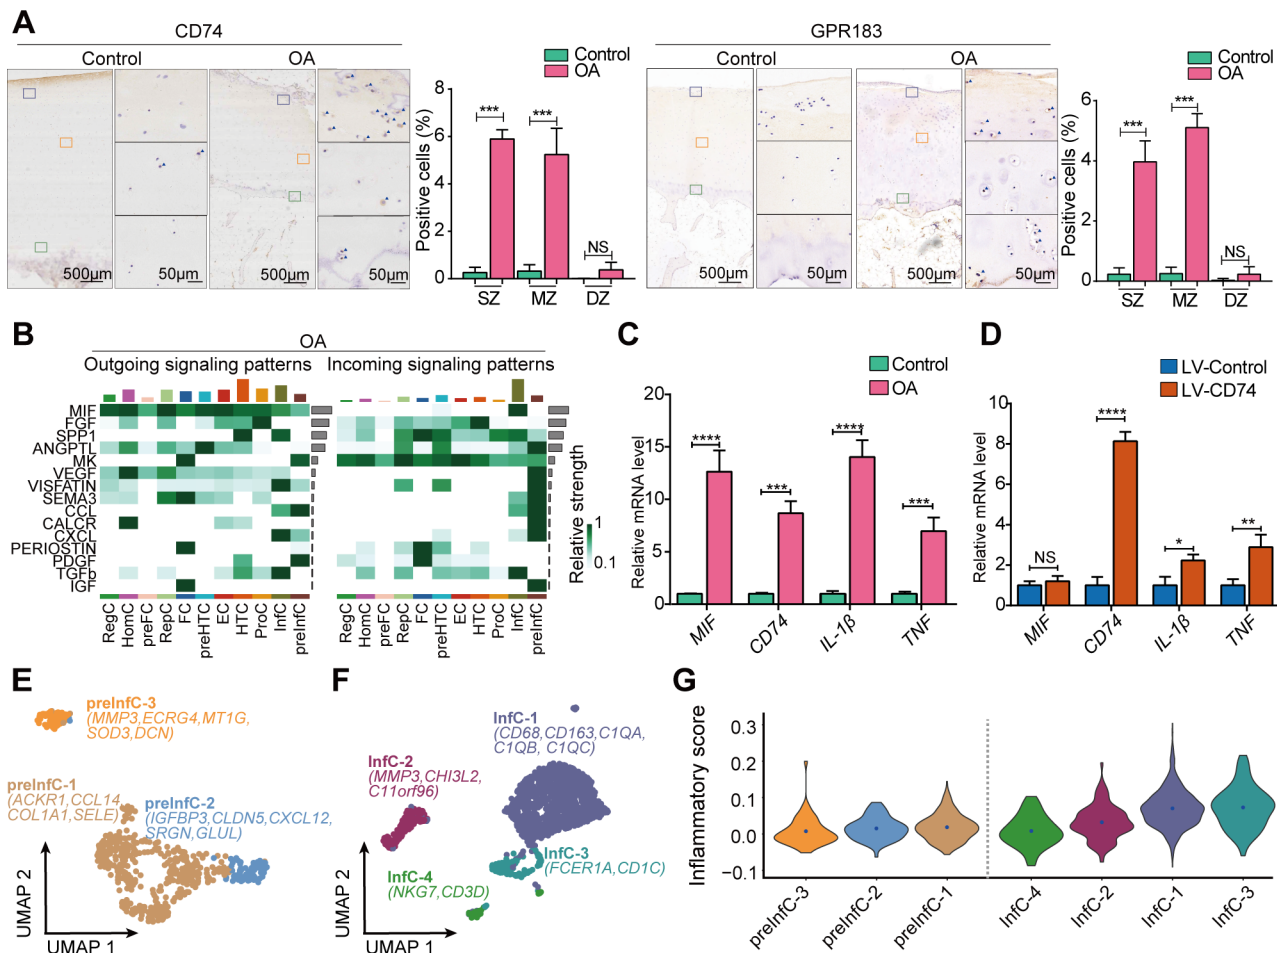 A
CD74
Control
OA
500µm
50µm
500µm
50µm
Control
OA
Positive cells (%)
8
6
4
2
0
***
***
NS
SZ
MZ
DZ
GPR183
Control
OA
500µm
50µm
500µm
50µm
Control
OA
Positive cells (%)
6
4
2
0
***
***
NS
SZ
MZ
DZ
B
OA
Outgoing signaling patterns
Incoming signaling patterns
MIF
FGF
SPP1
ANGPTL
MK
VEGF
VISFATIN
SEMA3
CCL
CALCR
CXCL
PERIOSTIN
PDGF
TGFb
IGF
RegC
HomC
preFC
RepC
FC
preHTC
EC
HTC
ProC
InfC
preInfC
RegC
HomC
preFC
RepC
FC
preHTC
EC
HTC
ProC
InfC
preInfC
Relative strength
1
0.1
C
Control
OA
Relative mRNA level
20
15
10
5
0
****
***
****
***
MIF
CD74
IL-1β
TNF
D
LV-Control
LV-CD74
Relative mRNA level
10
8
6
4
2
0
NS
****
*
**
MIF
CD74
IL-1β
TNF
E
preInfC-3
(MMP3,ECRG4,MT1G,
SOD3,DCN)
preInfC-1
(ACKR1,CCL14,
COL1A1,SELE)
preInfC-2
(IGFBP3,CLDN5,CXCL12,
SRGN,GLUL)
UMAP 2
UMAP 1
F
InfC-1
(CD68,CD163,C1QA,
C1QB, C1QC)
InfC-2
(MMP3,CHI3L2,
C11orf96)
InfC-3
(FCER1A,CD1C)
InfC-4
(NKG7,CD3D)
UMAP 2
UMAP 1
G
Inflammatory score
0.3
0.2
0.1
0.0
−0.1
preInfC-3
preInfC-2
preInfC-1
InfC-4
InfC-2
InfC-1
InfC-3